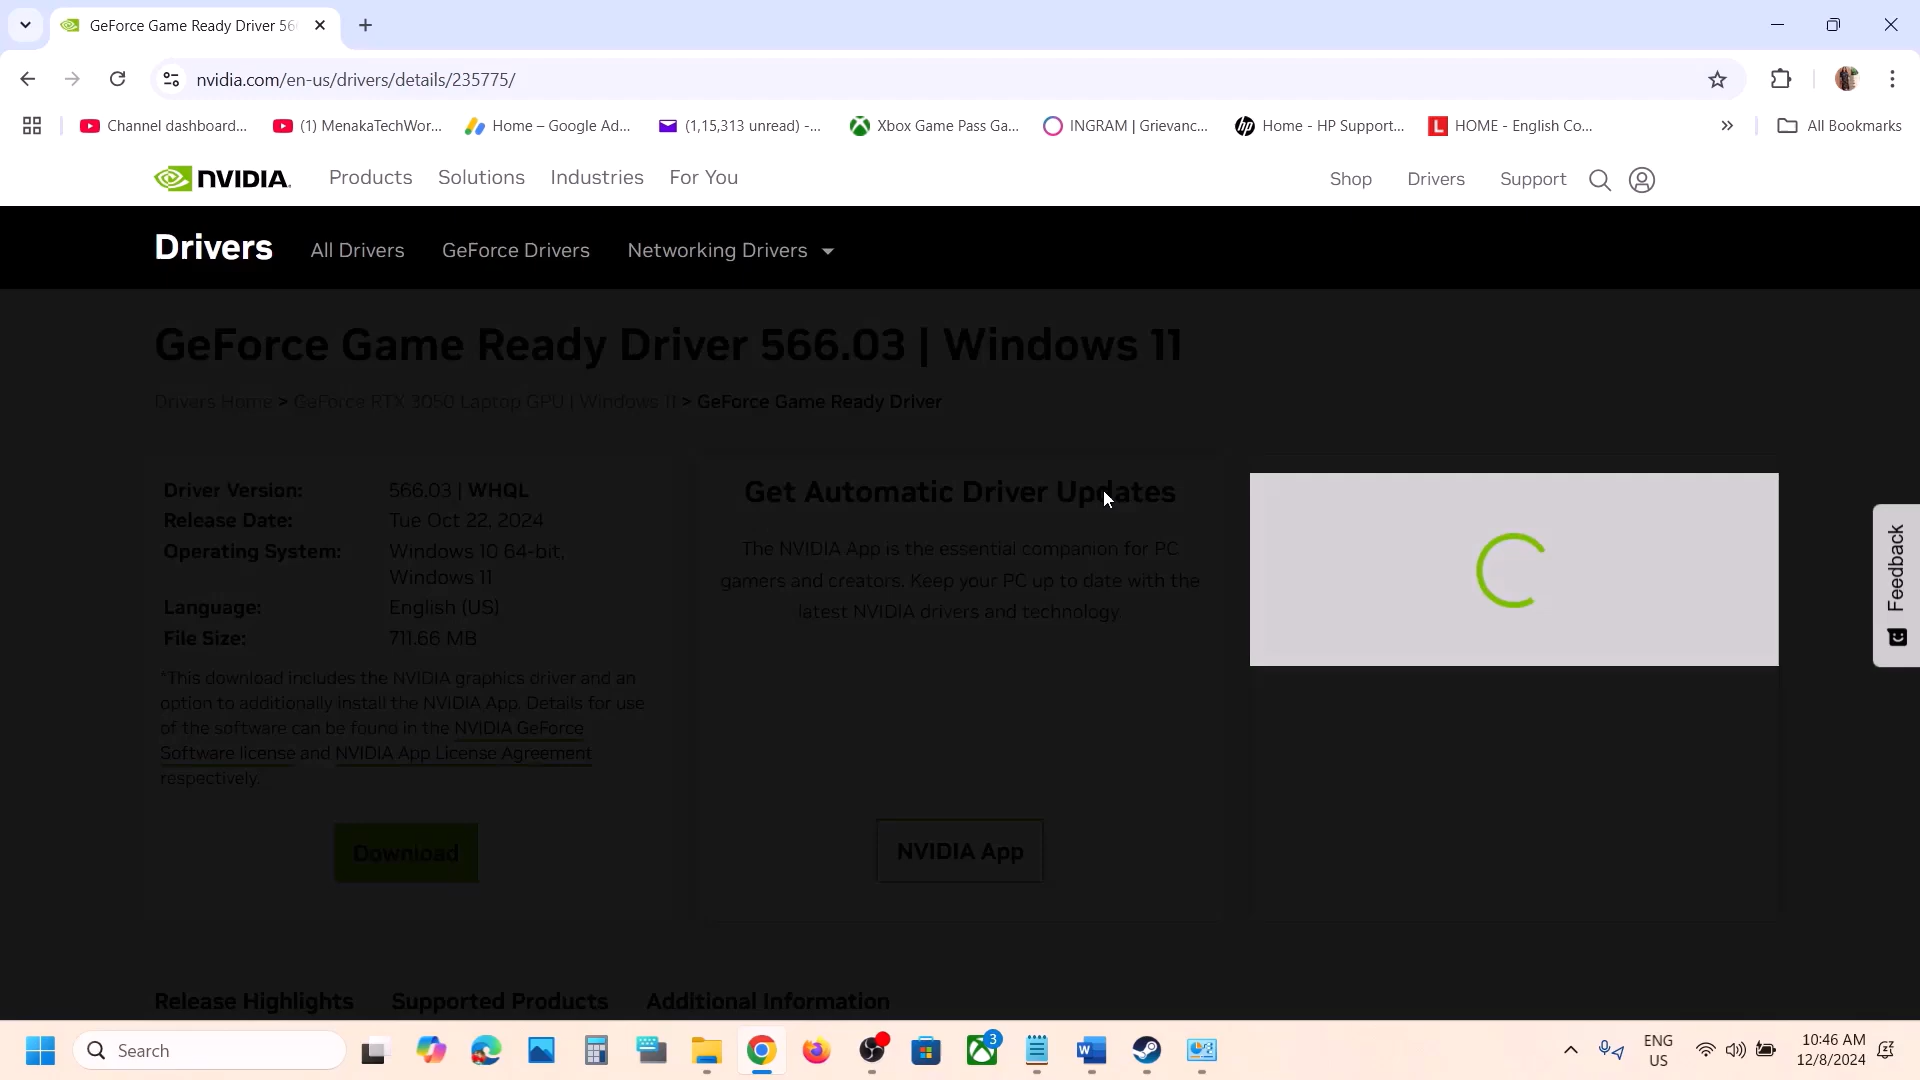 GeForce Game Ready Driver 56
nvidia.com/en-us/drivers/details/235775/
Channel dashboard...
(1) MenakaTechWor...
Home – Google Ad...
(1,15,313 unread) -...
Xbox Game Pass Ga...
INGRAM | Grievanc...
Home - HP Support...
HOME - English Co...
All Bookmarks
NVIDIA.
Products
Solutions
Industries
For You
Shop
Drivers
Support
Drivers
All Drivers
GeForce Drivers
Networking Drivers
GeForce Game Ready Driver 566.03 | Windows 11
Drivers Home > GeForce RTX 3050 Laptop GPU | Windows 11 > GeForce Game Ready Driver
Driver Version: 566.03 | WHQL
Release Date: Tue Oct 22, 2024
Operating System: Windows 10 64-bit,
Windows 11
Language: English (US)
File Size: 711.66 MB
*This download includes the NVIDIA graphics driver and an
option to additionally install the NVIDIA App. Details for use
of the software can be found in the NVIDIA GeForce
Software license and NVIDIA App License Agreement
respectively.
Download
Get Automatic Driver Updates
The NVIDIA App is the essential companion for PC
gamers and creators. Keep your PC up to date with the
latest NVIDIA drivers and technology.
NVIDIA App
Feedback
Release Highlights
Supported Products
Additional Information
Search
3
ENG
US
10:46 AM
12/8/2024